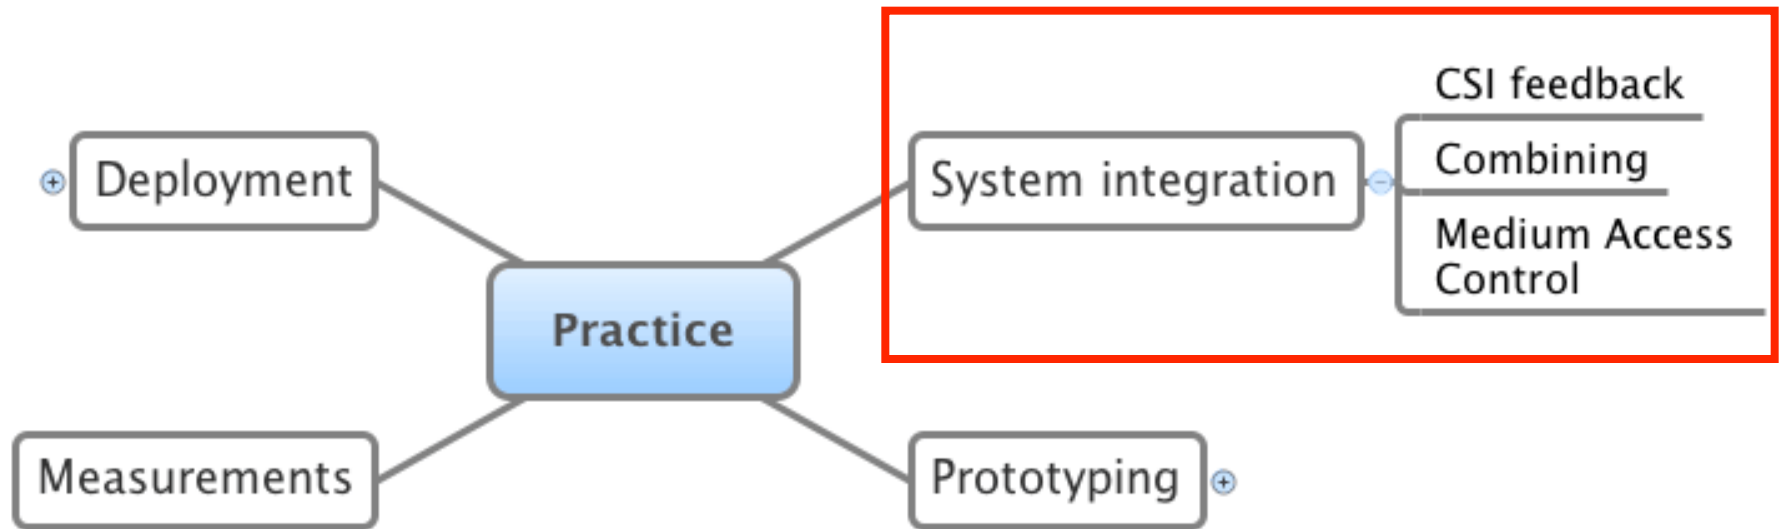 Deployment
Practice
Measurements
System integration
CSI feedback
Combining
Medium Access
Control
Prototyping